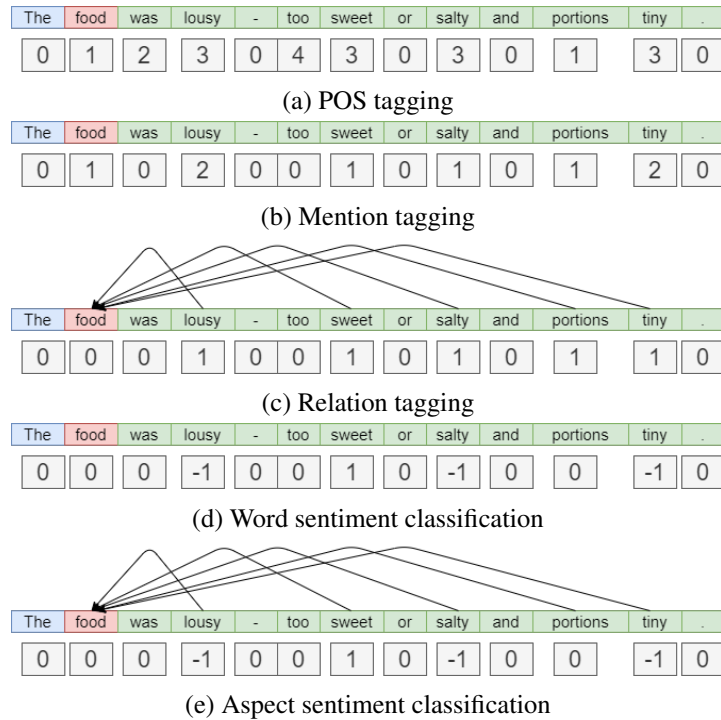 The food was lousy - too sweet or salty and portions tiny .
0 1 2 3 0 4 3 0 3 0 1 3 0
(a) POS tagging
The food was lousy - too sweet or salty and portions tiny .
0 1 0 2 0 0 1 0 1 0 1 2 0
(b) Mention tagging
The food was lousy - too sweet or salty and portions tiny .
0 0 0 1 0 0 1 0 1 0 1 1 0
(c) Relation tagging
The food was lousy - too sweet or salty and portions tiny .
0 0 0 -1 0 0 1 0 -1 0 0 -1 0
(d) Word sentiment classification
The food was lousy - too sweet or salty and portions tiny .
0 0 0 -1 0 0 1 0 -1 0 0 -1 0
(e) Aspect sentiment classification